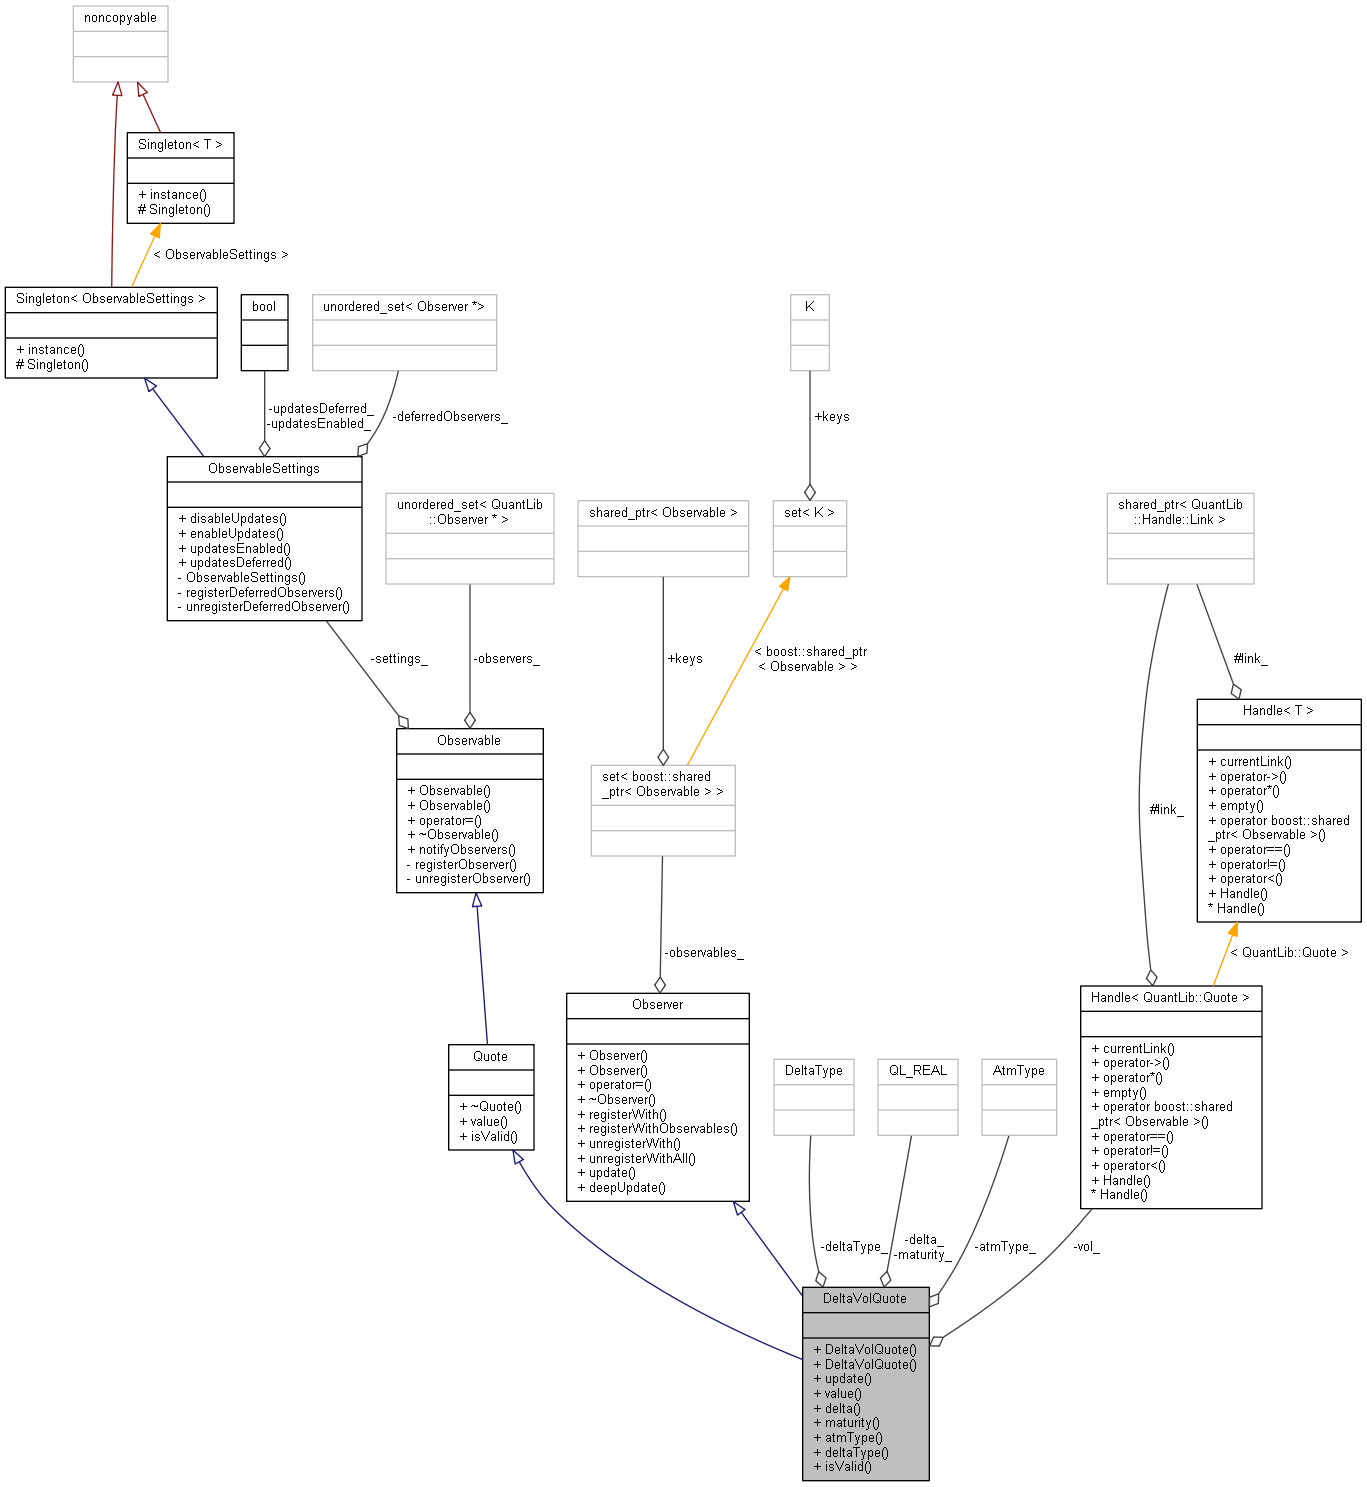 noncopyable
Singleton< T >
+ instance()
# Singleton()
< ObservableSettings >
Singleton< ObservableSettings >
+ instance()
# Singleton()
bool
unordered_set< Observer *>
K
-updatesDeferred_
-updatesEnabled_
-deferredObservers_
+keys
ObservableSettings
+ disableUpdates()
+ enableUpdates()
+ updatesEnabled()
+ updatesDeferred()
- ObservableSettings()
- registerDeferredObservers()
- unregisterDeferredObserver()
unordered_set< QuantLib
::Observer * >
shared_ptr< Observable >
set< K >
shared_ptr< QuantLib
::Handle::Link >
-settings_
-observers_
+keys
< boost::shared_ptr
< Observable > >
#link_
#link_
Observable
+ Observable()
+ Observable()
+ operator=()
+ ~Observable()
+ notifyObservers()
- registerObserver()
- unregisterObserver()
set< boost::shared
_ptr< Observable > >
Handle< T >
+ currentLink()
+ operator->()
+ operator*()
+ empty()
+ operator boost::shared
_ptr< Observable >()
+ operator==()
+ operator!=()
+ operator<()
+ Handle()
* Handle()
-observables_
< QuantLib::Quote >
Quote
+ ~Quote()
+ value()
+ isValid()
Observer
+ Observer()
+ Observer()
+ operator=()
+ ~Observer()
+ registerWith()
+ registerWithObservables()
+ unregisterWith()
+ unregisterWithAll()
+ update()
+ deepUpdate()
DeltaType
QL_REAL
AtmType
Handle< QuantLib::Quote >
+ currentLink()
+ operator->()
+ operator*()
+ empty()
+ operator boost::shared
_ptr< Observable >()
+ operator==()
+ operator!=()
+ operator<()
+ Handle()
* Handle()
-deltaType_
-delta_
-maturity_
-atmType_
-vol_
DeltaVolQuote
+ DeltaVolQuote()
+ DeltaVolQuote()
+ update()
+ value()
+ delta()
+ maturity()
+ atmType()
+ deltaType()
+ isValid()